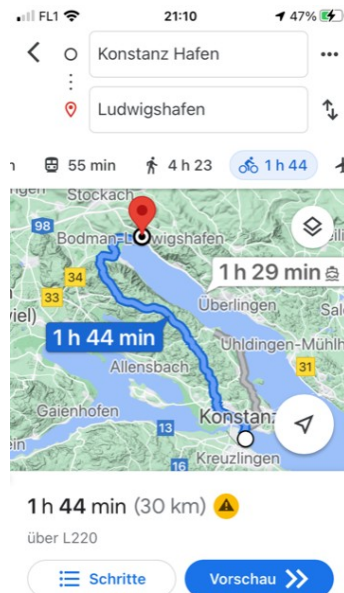 FL1 21:10 47%
Konstanz Hafen
Ludwigshafen
55 min 4 h 23 1 h 44
Stockach
98
Bodman-Ludwigshafen
1 h 29 min
34
33
Überlingen
Sal
wiel)
1 h 44 min
Uhldingen-Mühlh
Allensbach
31
Gaienhofen
Konstanz
13
Kreuzlingen
16
1 h 44 min (30 km)
über L220
Schritte Vorschau